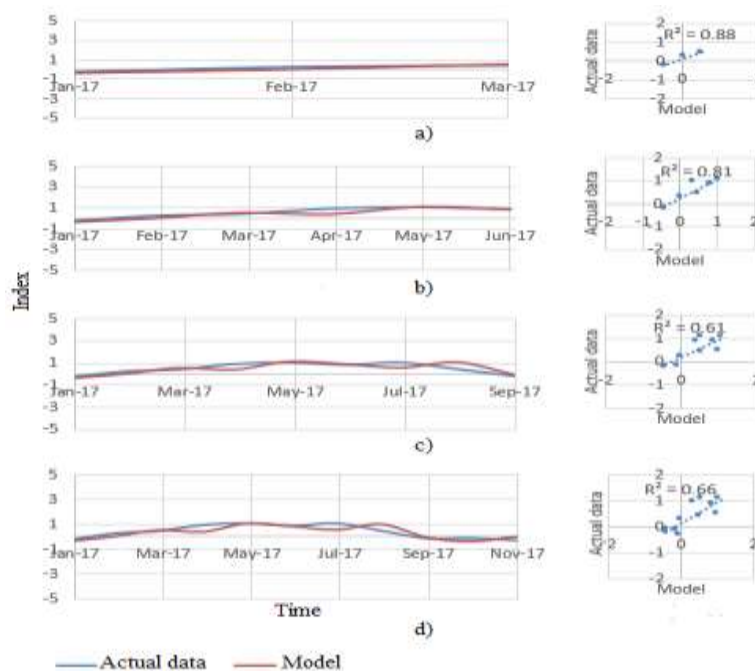 5
3
1
-1
-3
-5
Jan-17 Feb-17 Mar-17
a)
Actual data
2
1
0
-1
-2
-2 0 2
R² = 0.88
Model
5
3
1
-1
-3
-5
Jan-17 Feb-17 Mar-17 Apr-17 May-17 Jun-17
b)
Actual data
2
1
0
-1
-2
-1 0 1 2
R² = 0.81
Model
Index
5
3
1
-1
-3
-5
Jan-17 Mar-17 May-17 Jul-17 Sep-17
c)
Actual data
2
1
0
-1
-2
-2 0 2
R² = 0.61
Model
5
3
1
-1
-3
-5
Jan-17 Mar-17 May-17 Jul-17 Sep-17 Nov-17
Time
d)
Actual data
2
1
0
-1
-2
-2 0 2
R² = 0.66
Model
Actual data Model